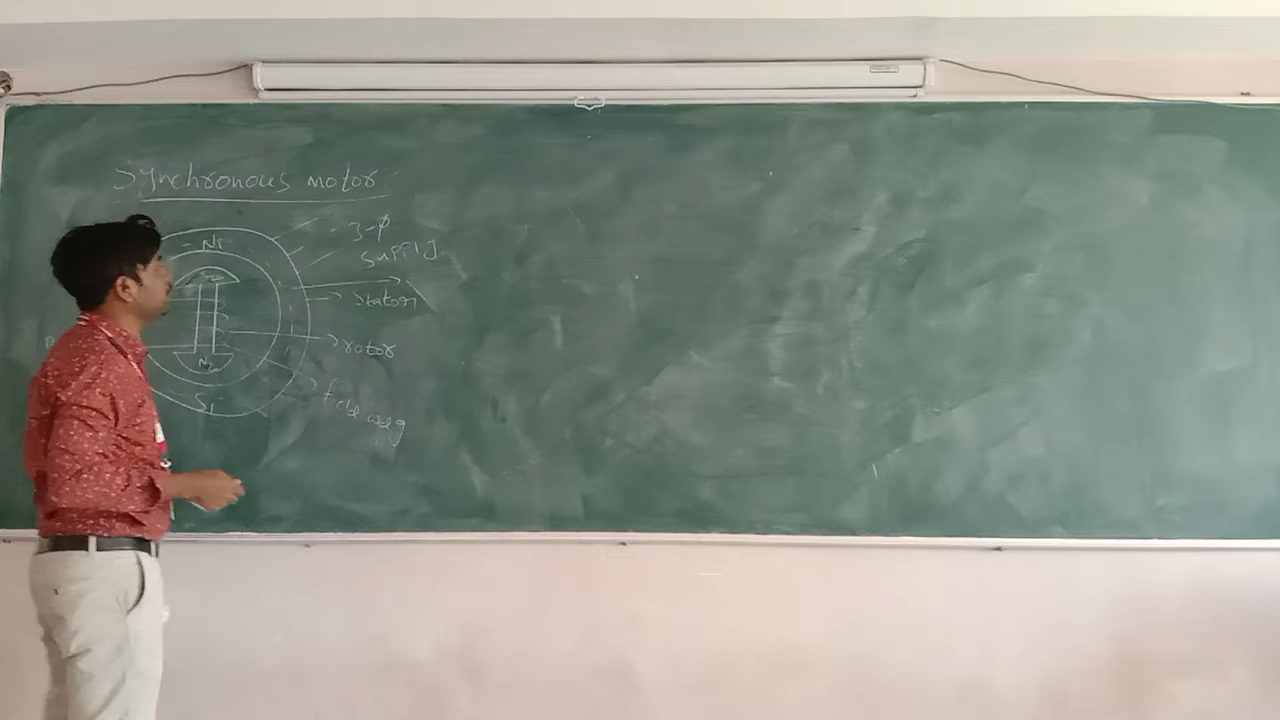 Synchronous motor
3-φ
supply
N1
Stator
rotor
N2
S1
field wdg